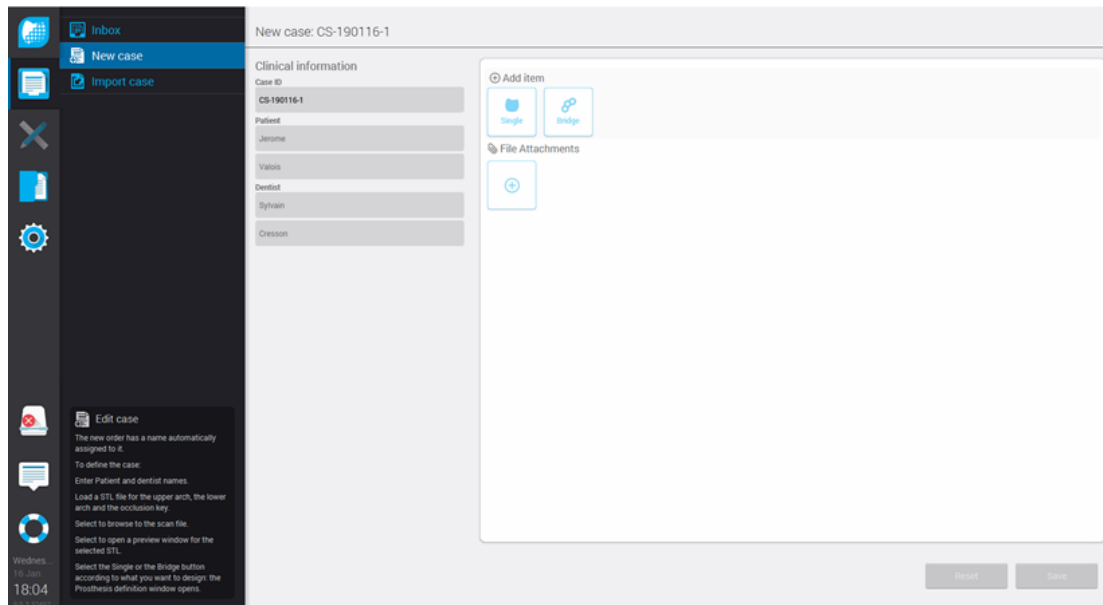 Inbox
New case
Import case
New case: CS-190116-1
Clinical information
Case ID
CS-190116-1
Patient
Jerome
Valois
Dentist
Sylvain
Cresson
Add item
Single
Bridge
File Attachments
Edit case
The new order has a name automatically
assigned to it.
To define the case:
Enter Patient and dentist names.
Load a STL file for the upper arch, the lower
arch and the occlusion key.
Select to browse to the scan file.
Select to open a preview window for the
selected STL.
Select the Single or the Bridge button
according to what you want to design: the
Prosthesis definition window opens.
Wednes...
16 Jan
18:04
Reset
Save